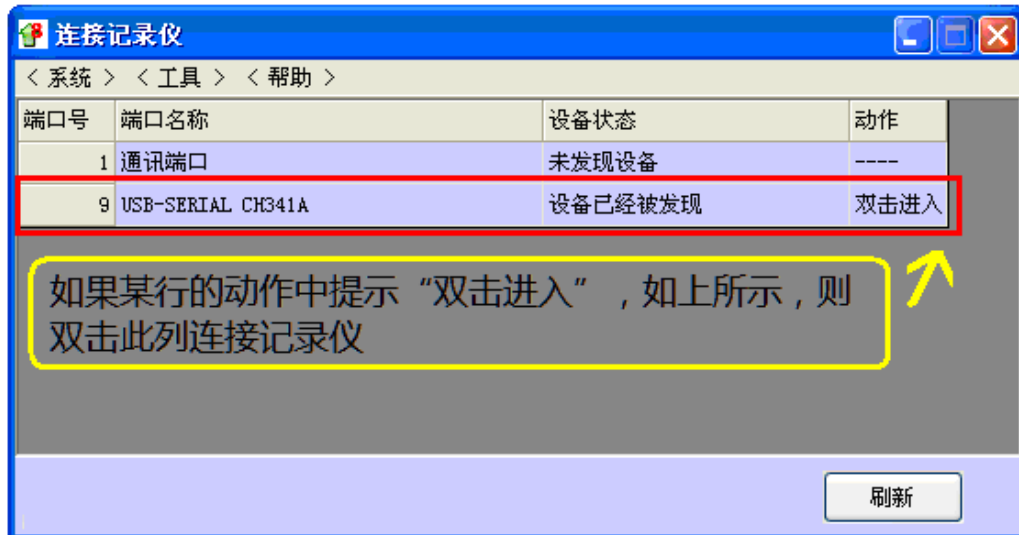 连接记录仪
< 系统 > < 工具 > < 帮助 >
端口号 端口名称 设备状态 动作
1 通讯端口 未发现设备 ----
9 USB-SERIAL CH341A 设备已经被发现 双击进入
如果某行的动作中提示“双击进入”，如上所示，则
双击此列连接记录仪
刷新